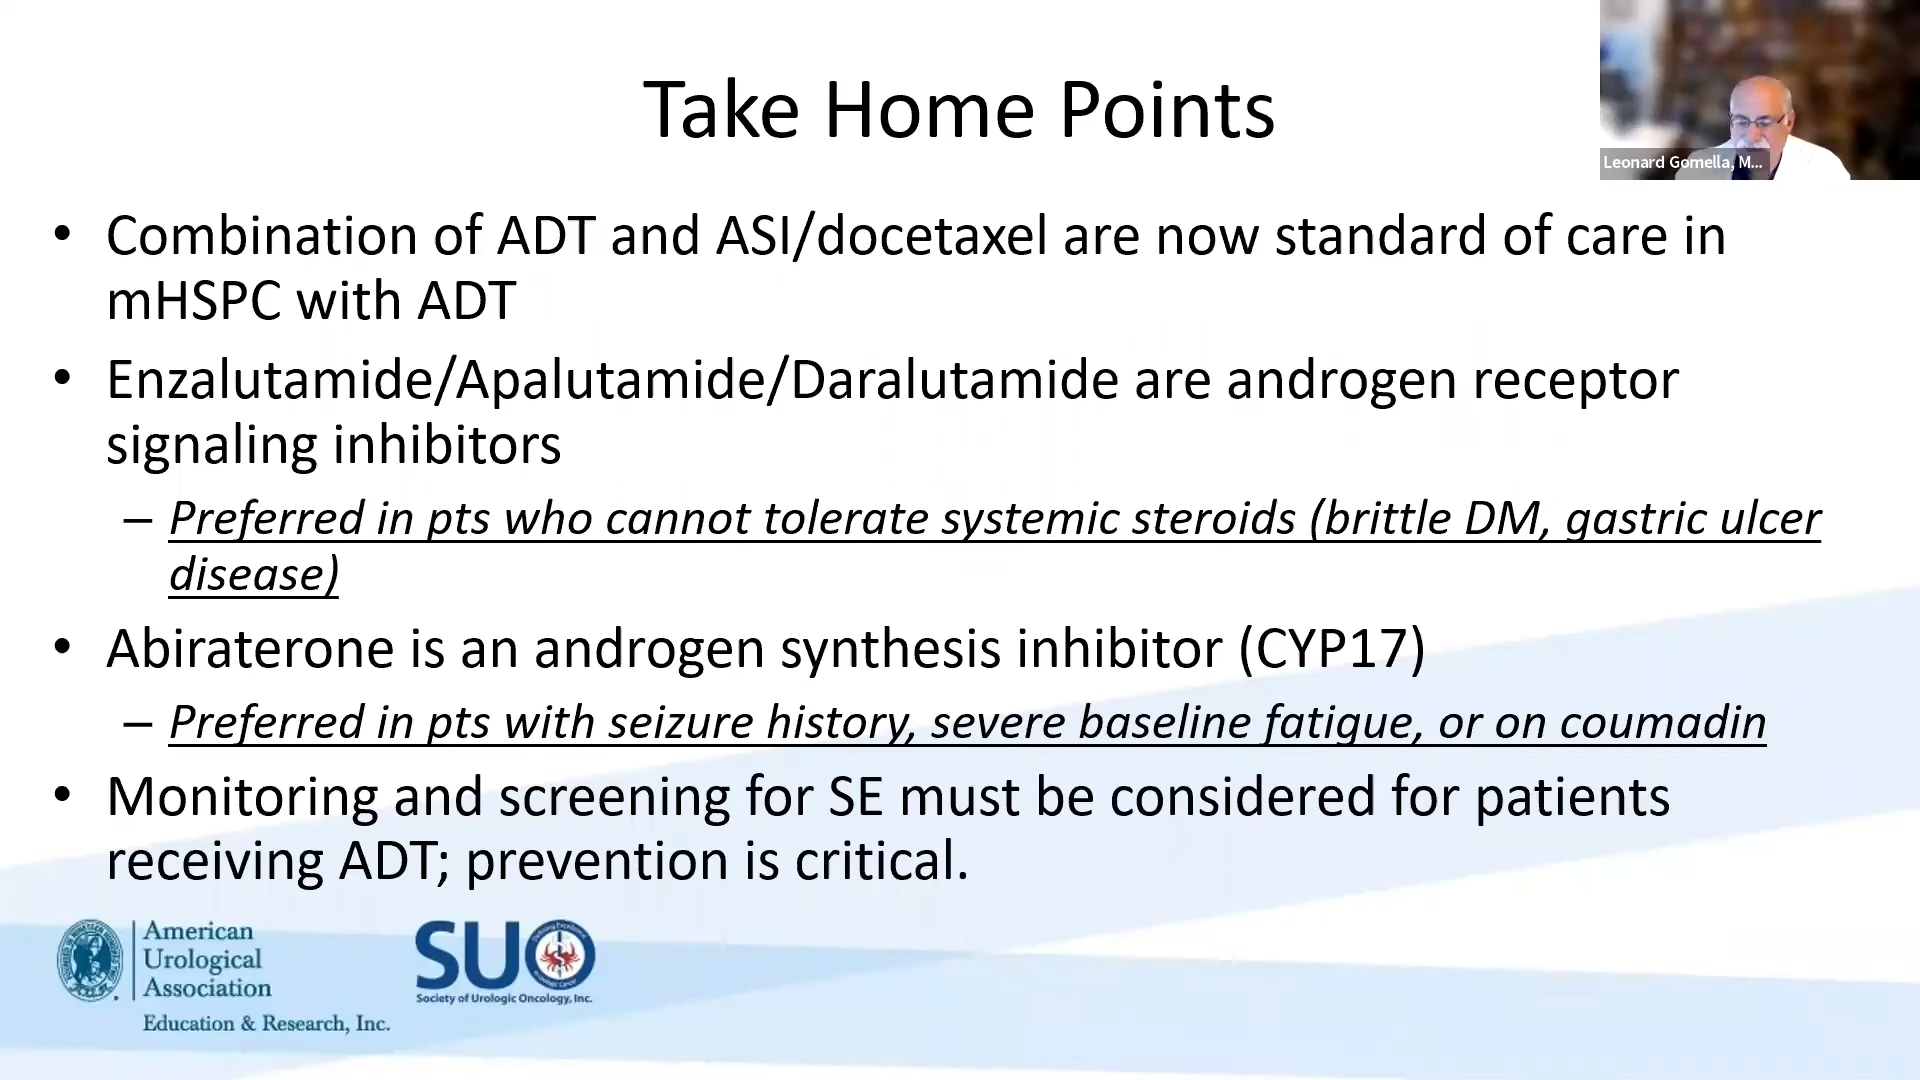 Take Home Points
Leonard Gomella, M...
• Combination of ADT and ASI/docetaxel are now standard of care in
mHSPC with ADT
• Enzalutamide/Apalutamide/Daralutamide are androgen receptor
signaling inhibitors
– Preferred in pts who cannot tolerate systemic steroids (brittle DM, gastric ulcer
disease)
• Abiraterone is an androgen synthesis inhibitor (CYP17)
– Preferred in pts with seizure history, severe baseline fatigue, or on coumadin
• Monitoring and screening for SE must be considered for patients
receiving ADT; prevention is critical.
American
Urological
Association
Education & Research, Inc.
SUO
Society of Urologic Oncology, Inc.